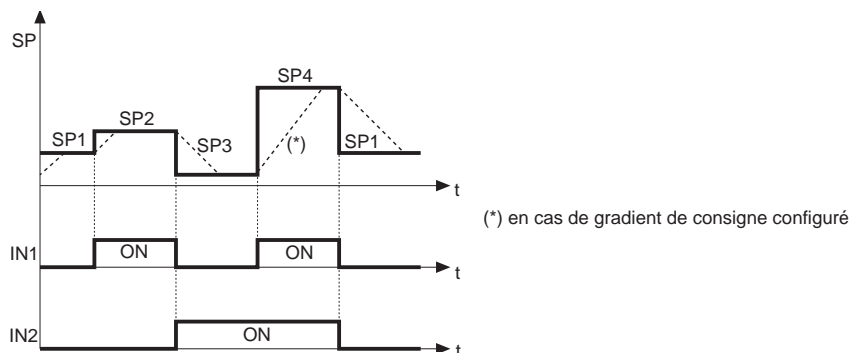 SP
SP4
SP2
SP1
SP3
(*)
SP1
t
(*) en cas de gradient de consigne configuré
IN1
ON
ON
t
IN2
ON
t